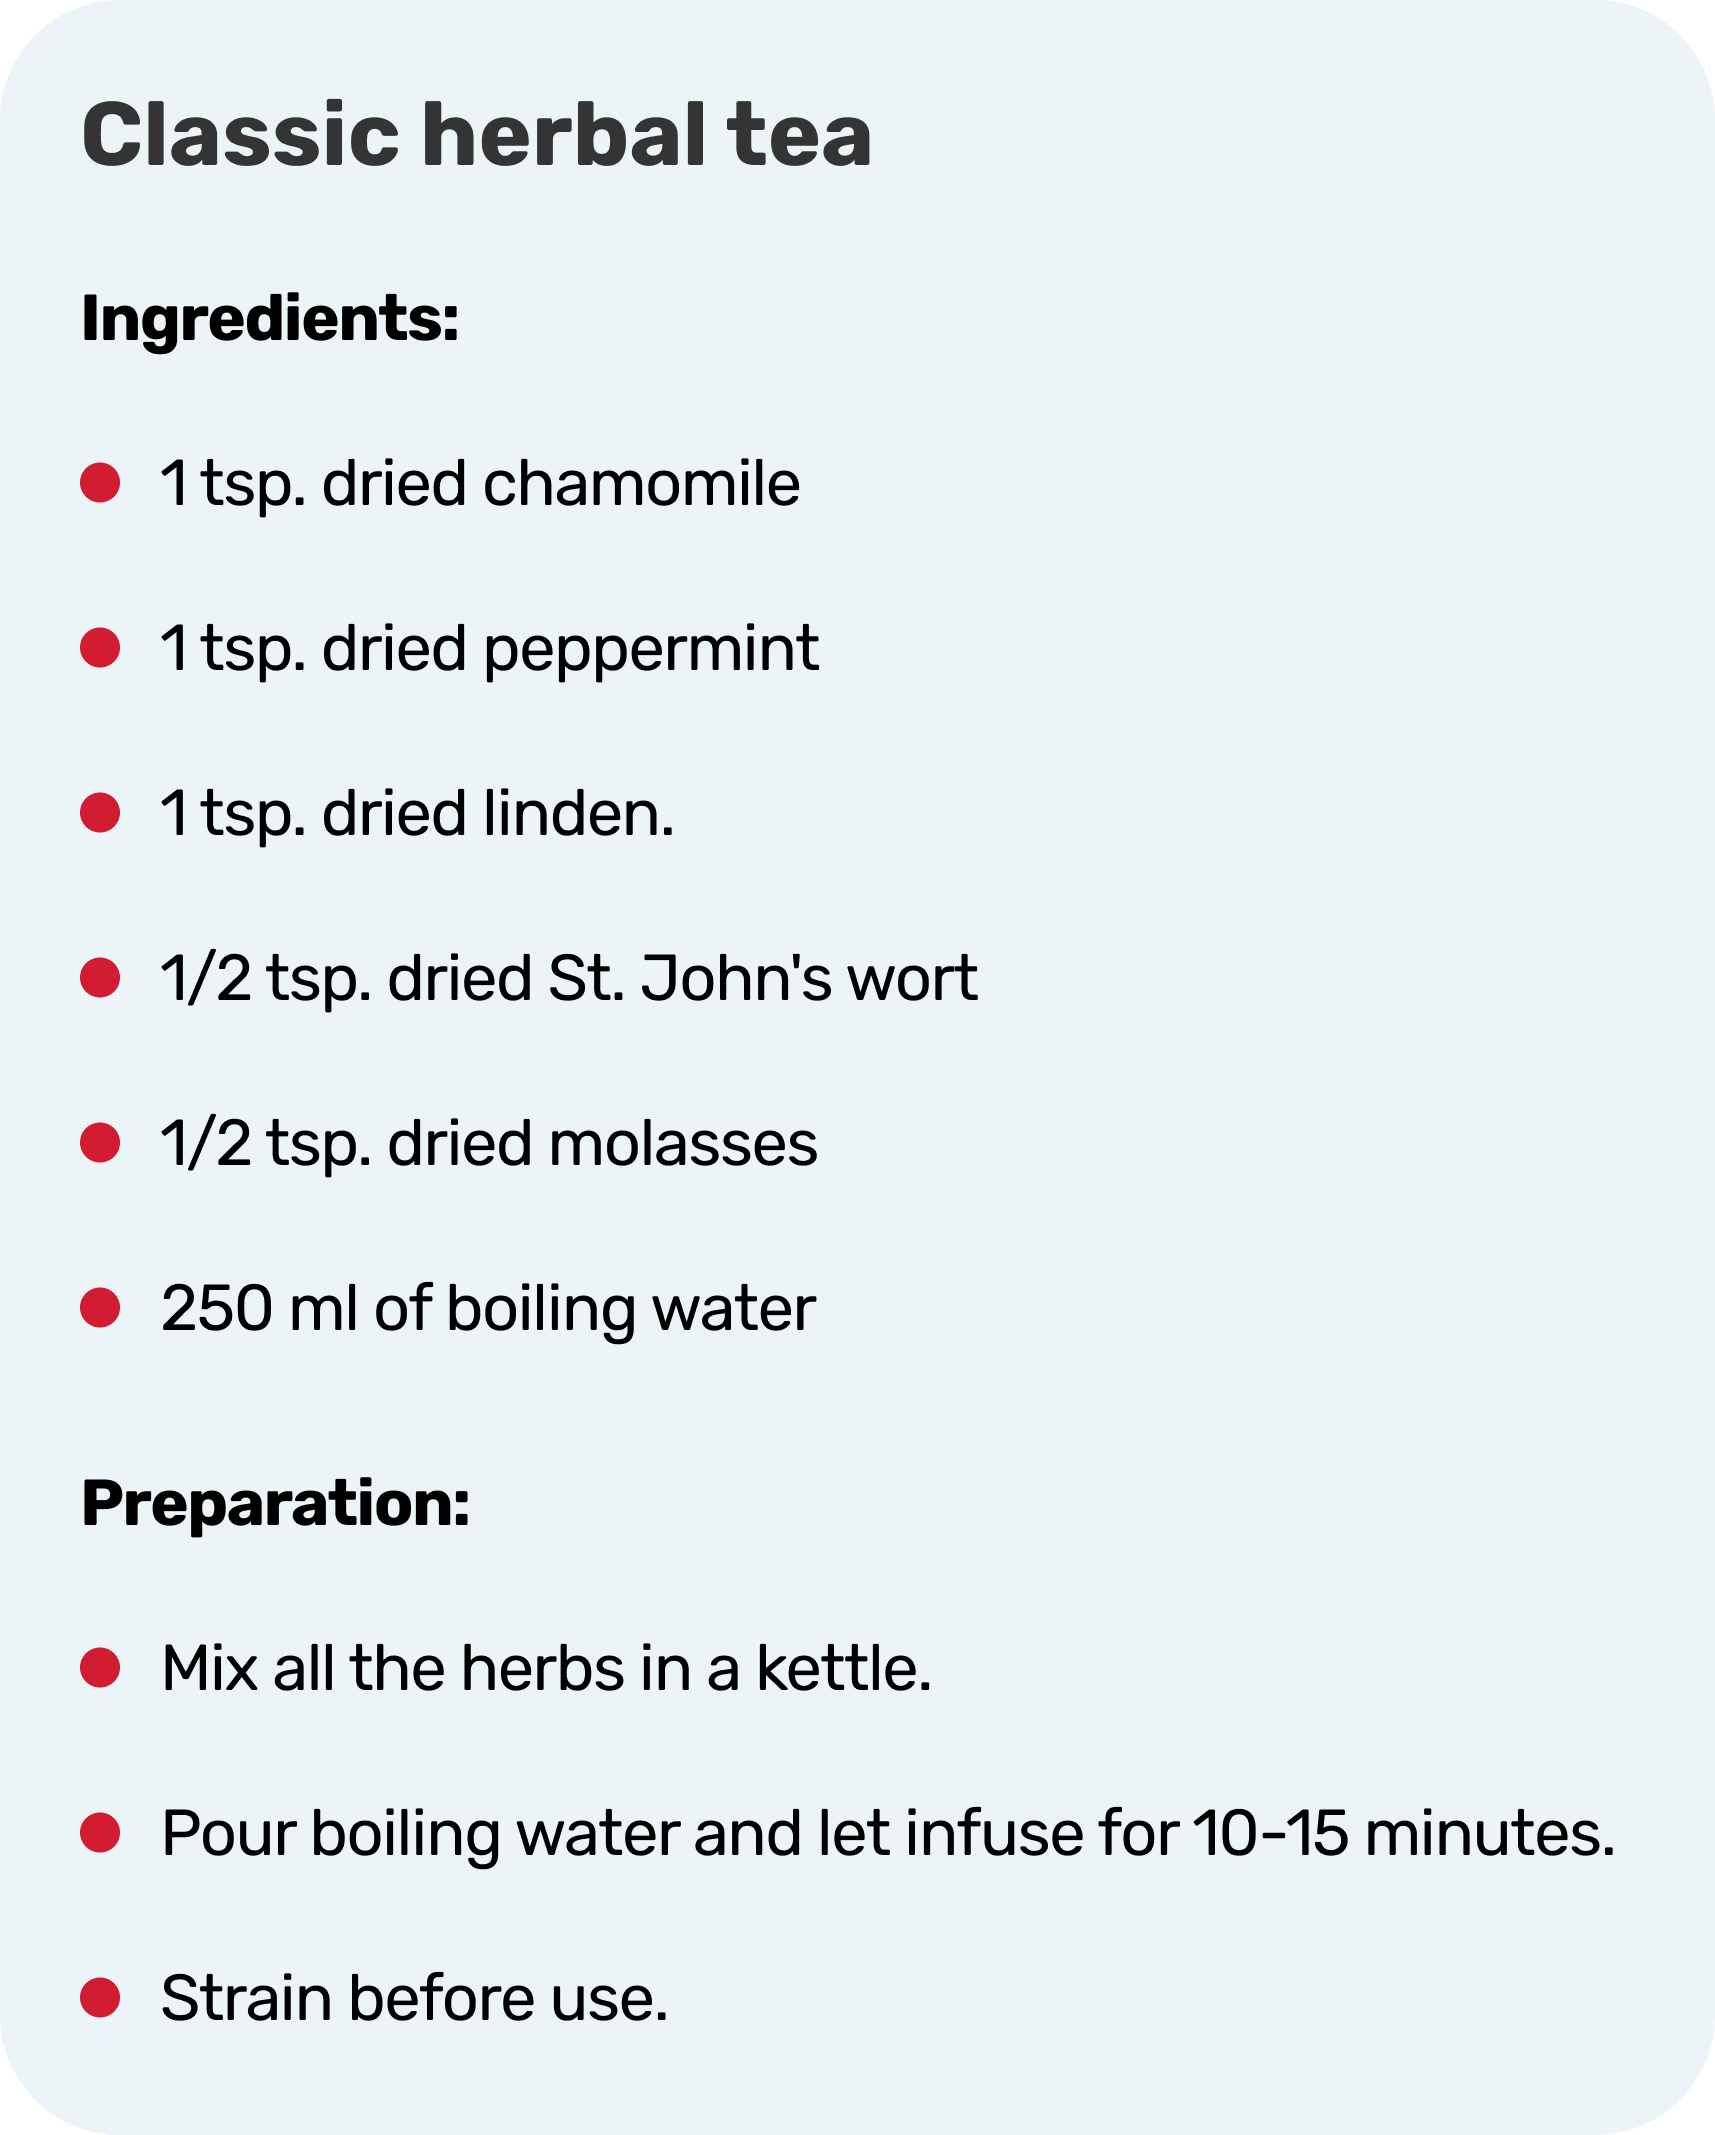 Classic herbal tea
Ingredients:
1 tsp. dried chamomile
1 tsp. dried peppermint
1 tsp. dried linden.
1/2 tsp. dried St. John's wort
1/2 tsp. dried molasses
250 ml of boiling water
Preparation:
Mix all the herbs in a kettle.
Pour boiling water and let infuse for 10-15 minutes.
Strain before use.